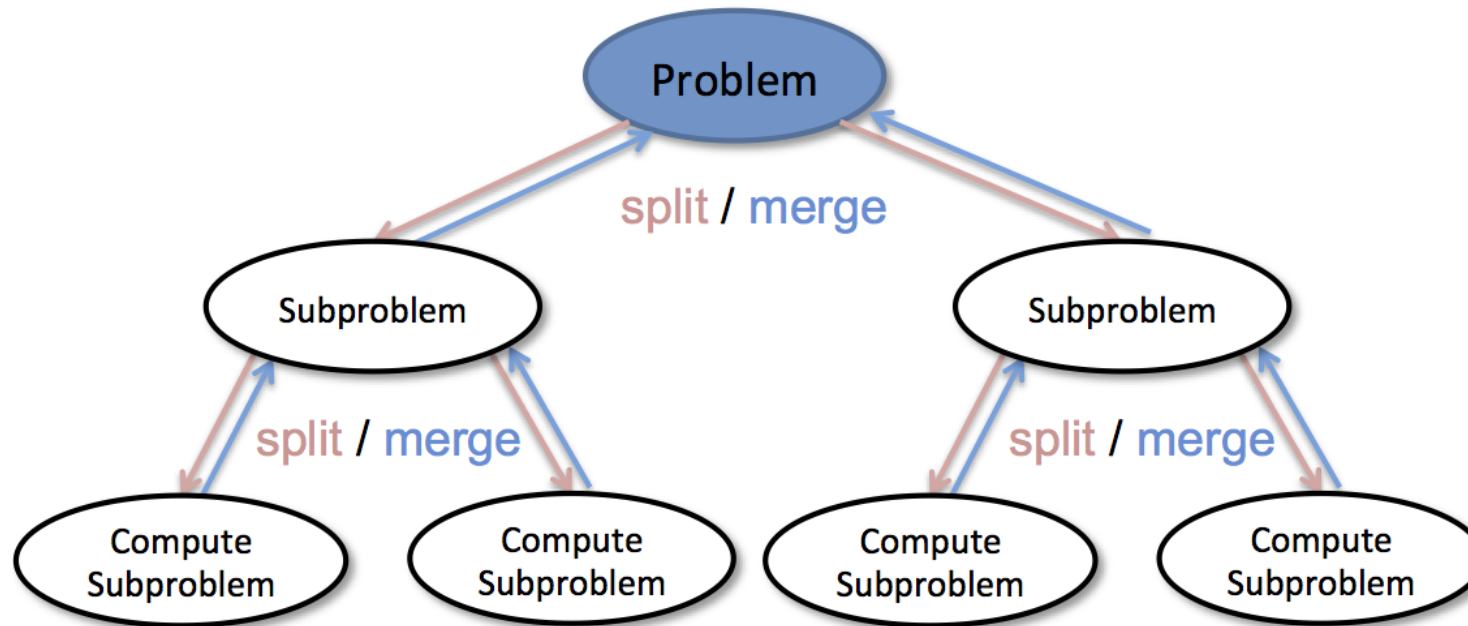 Problem
split / merge
Subproblem
Subproblem
split / merge
split / merge
Compute
Subproblem
Compute
Subproblem
Compute
Subproblem
Compute
Subproblem